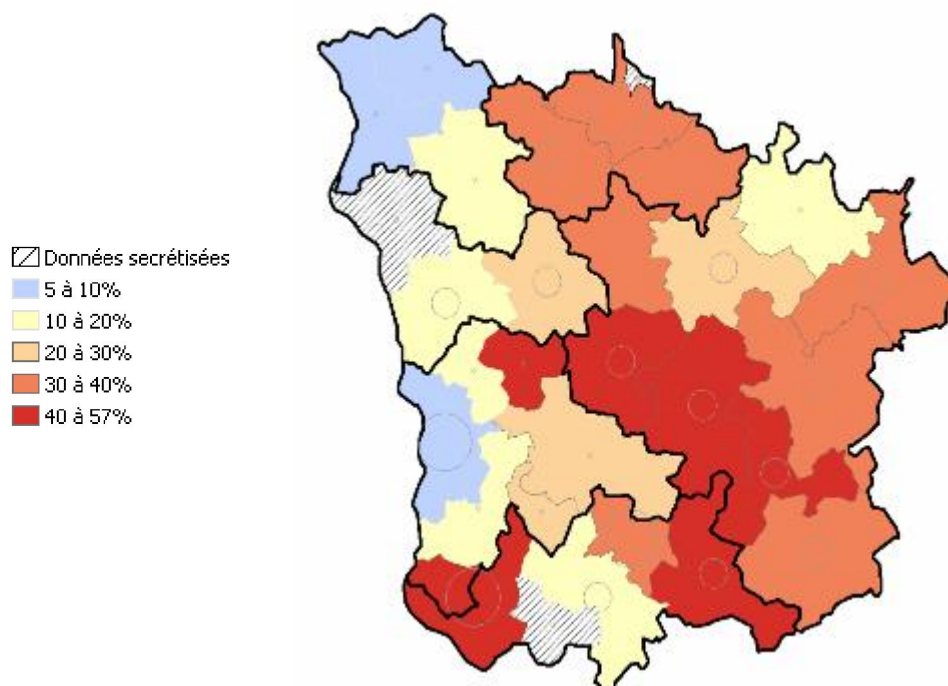 Données secrétisées
5 à 10%
10 à 20%
20 à 30%
30 à 40%
40 à 57%